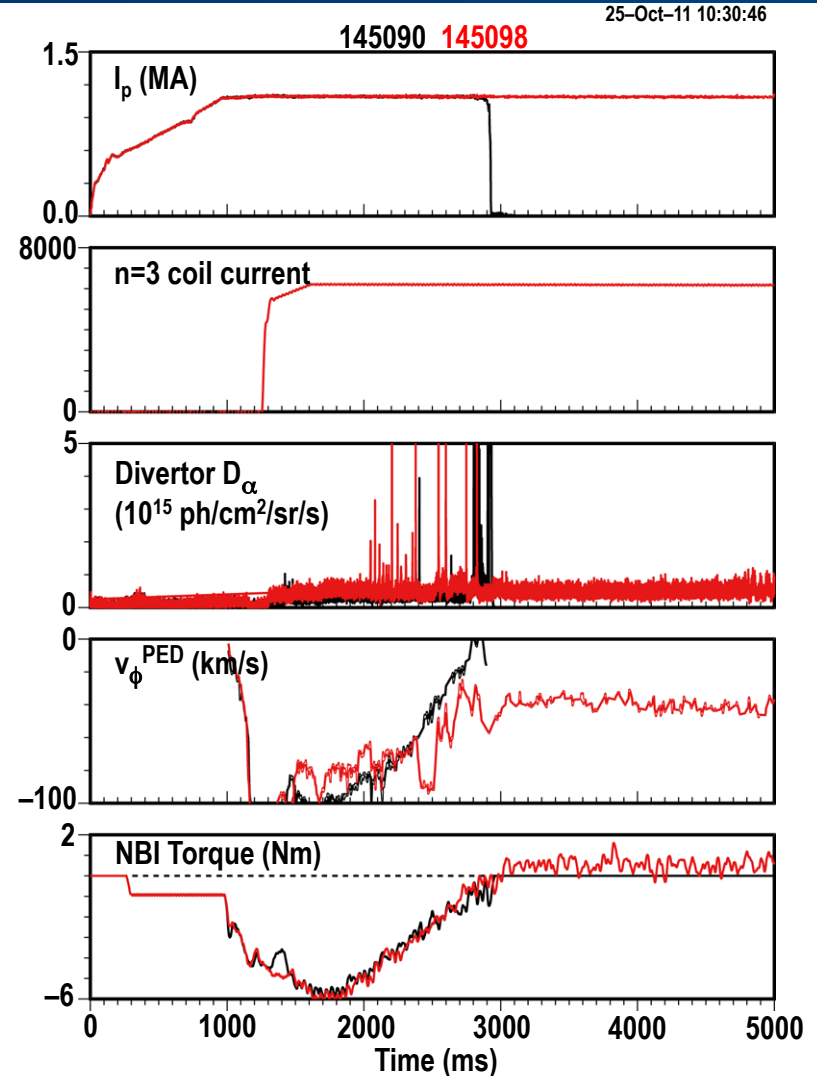 25–Oct–11 10:30:46
145090 145098
1.5
Iₚ (MA)
0.0
8000
n=3 coil current
0
5
Divertor Dα
(10¹⁵ ph/cm²/sr/s)
0
0
vϕᴾᴱᴰ (km/s)
–100
2
NBI Torque (Nm)
–6
0 1000 2000 3000 4000 5000
Time (ms)